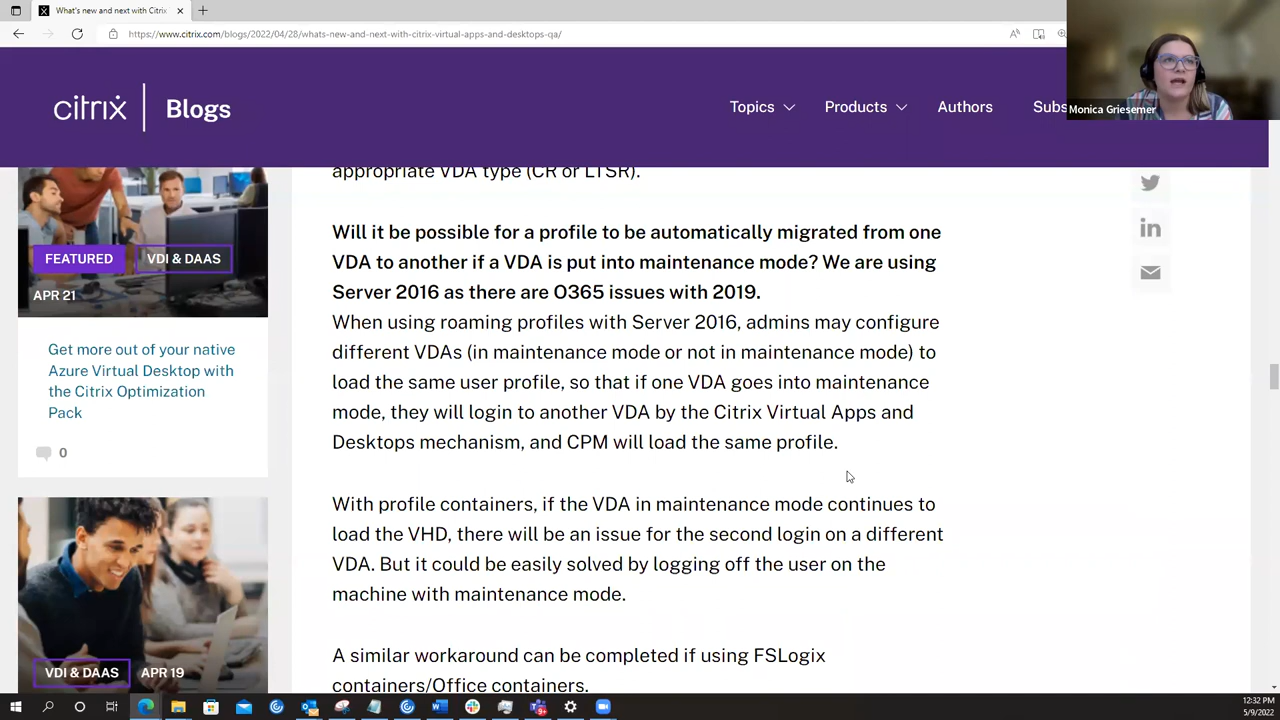 What's new and next with Citrix
https://www.citrix.com/blogs/2022/04/28/whats-new-and-next-with-citrix-virtual-apps-and-desktops-qa/
citrix | Blogs
Topics
Products
Authors
Subs
Monica Griesemer
appropriate VDA type (CR or LTSR).
Will it be possible for a profile to be automatically migrated from one
VDA to another if a VDA is put into maintenance mode? We are using
Server 2016 as there are O365 issues with 2019.
When using roaming profiles with Server 2016, admins may configure
different VDAs (in maintenance mode or not in maintenance mode) to
load the same user profile, so that if one VDA goes into maintenance
mode, they will login to another VDA by the Citrix Virtual Apps and
Desktops mechanism, and CPM will load the same profile.
With profile containers, if the VDA in maintenance mode continues to
load the VHD, there will be an issue for the second login on a different
VDA. But it could be easily solved by logging off the user on the
machine with maintenance mode.
A similar workaround can be completed if using FSLogix
containers/Office containers.
FEATURED
VDI & DAAS
APR 21
Get more out of your native
Azure Virtual Desktop with
the Citrix Optimization
Pack
0
VDI & DAAS
APR 19
12:32 PM
5/9/2022